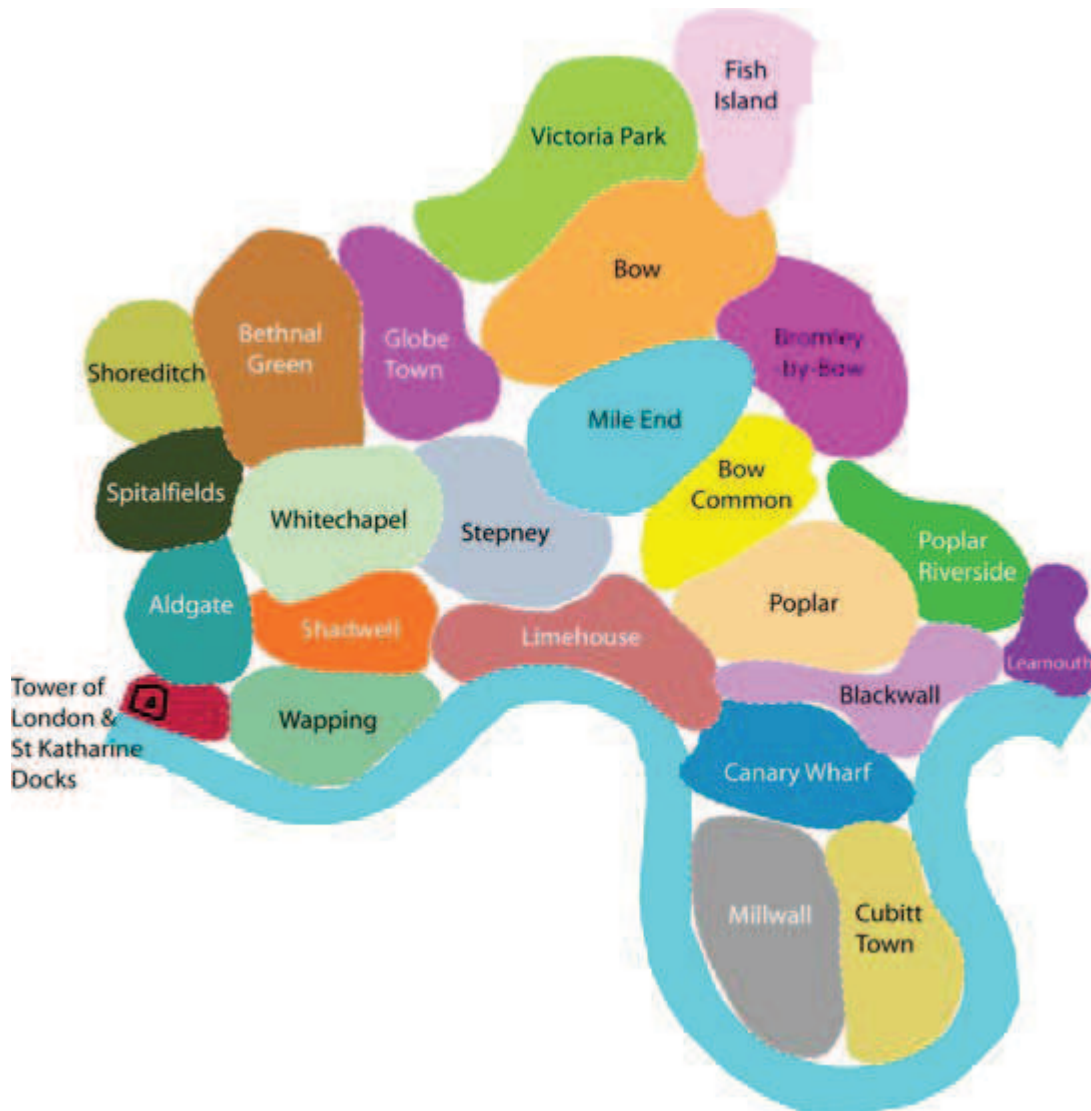 Fish
Island
Victoria Park
Bow
Bethnal
Green
Globe
Town
Bromley
-by-Bow
Shoreditch
Mile End
Bow
Common
Spitalfields
Whitechapel
Stepney
Poplar
Riverside
Aldgate
Poplar
Shadwell
Limehouse
Leamouth
Tower of
London &
St Katharine
Docks
Wapping
Blackwall
Canary Wharf
Millwall
Cubitt
Town